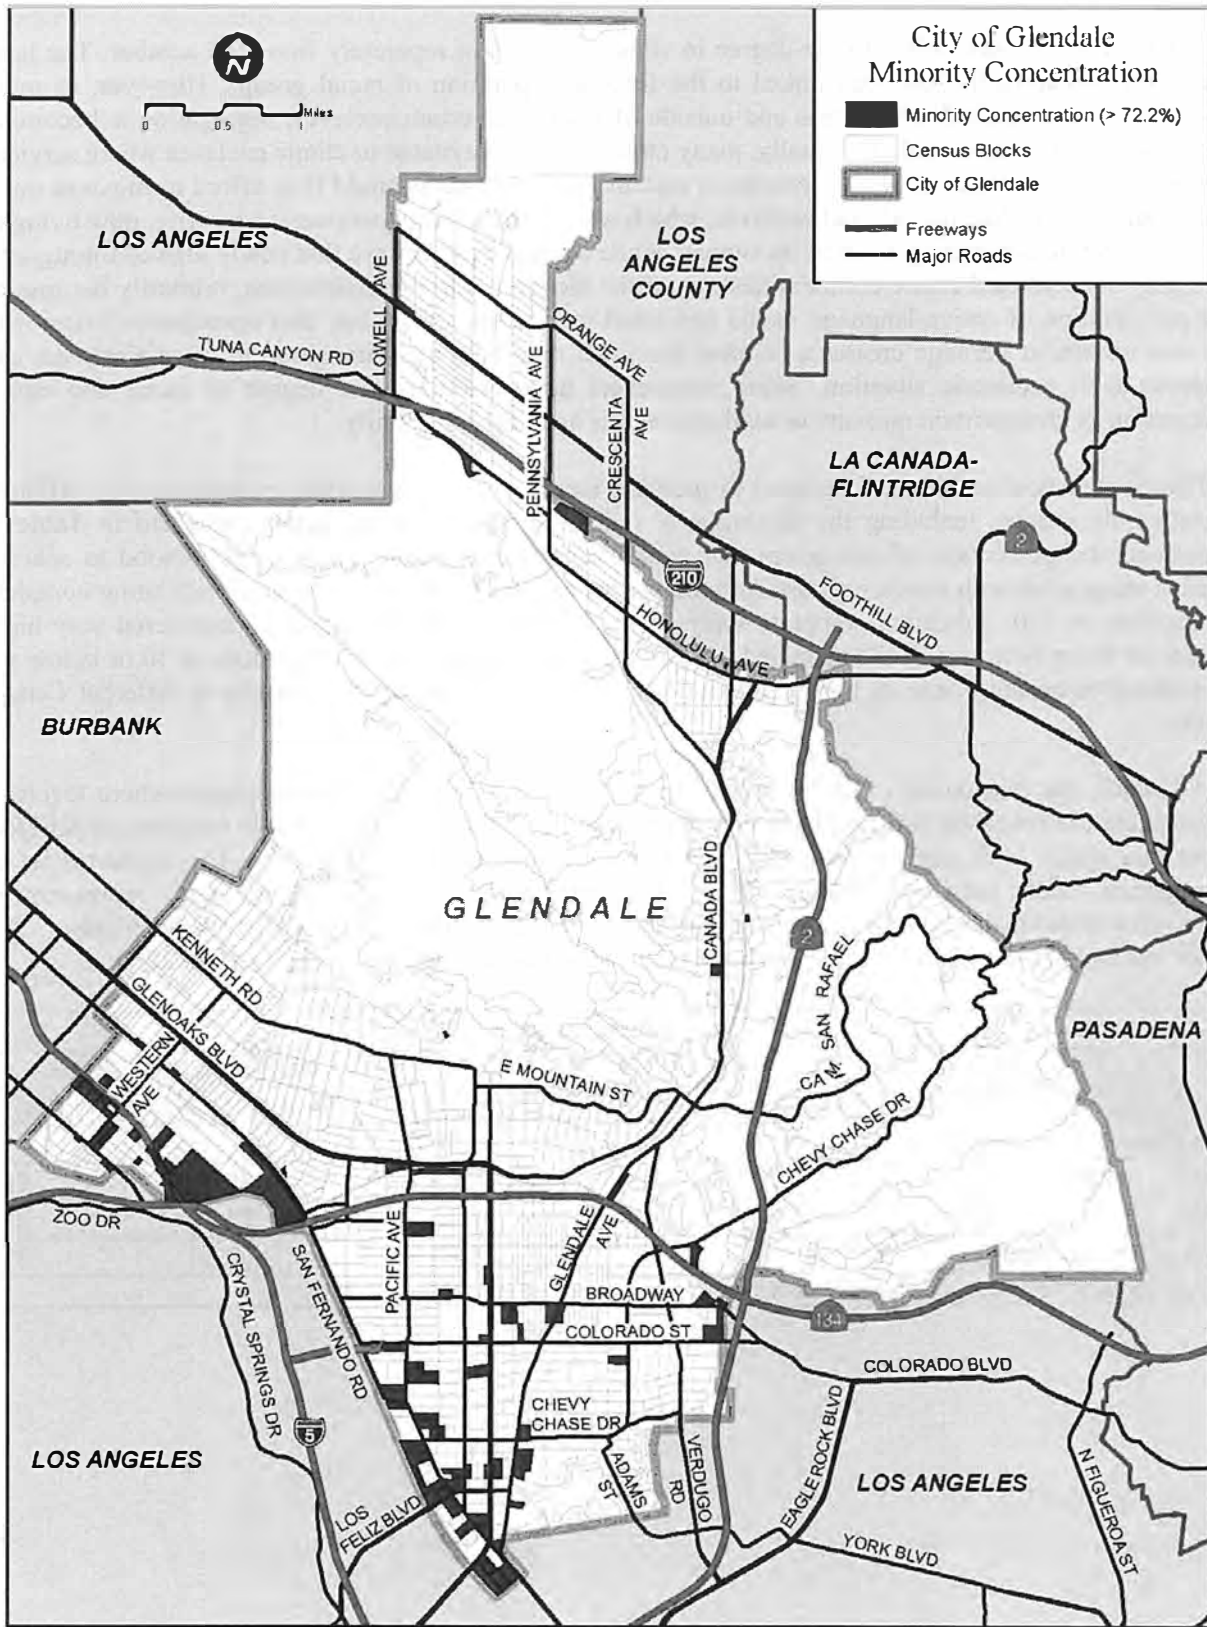 City of Glendale
Minority Concentration
Minority Concentration (> 72.2%)
Census Blocks
City of Glendale
Freeways
Major Roads
N
0 0.5 1 Miles
LOS ANGELES
LOS
ANGELES
COUNTY
LOWELL AVE
TUNA CANYON RD
PENNSYLVANIA AVE
ORANGE AVE
CRESCENTA
AVE
LA CANADA-
FLINTRIDGE
2
210
FOOTHILL BLVD
HONOLULU AVE
BURBANK
GLENDALE
CANADA BLVD
2
CAM. SAN RAFAEL
PASADENA
KENNETH RD
GLENOAKS BLVD
WESTERN
AVE
E MOUNTAIN ST
CHEVY CHASE DR
ZOO DR
CRYSTAL SPRINGS DR
SAN FERNANDO RD
PACIFIC AVE
GLENDALE
AVE
BROADWAY
COLORADO ST
134
COLORADO BLVD
CHEVY
CHASE DR
5
LOS ANGELES
LOS
FELIZ BLVD
ADAMS
ST
VERDUGO
RD
EAGLE ROCK BLVD
LOS ANGELES
N FIGUEROA ST
YORK BLVD